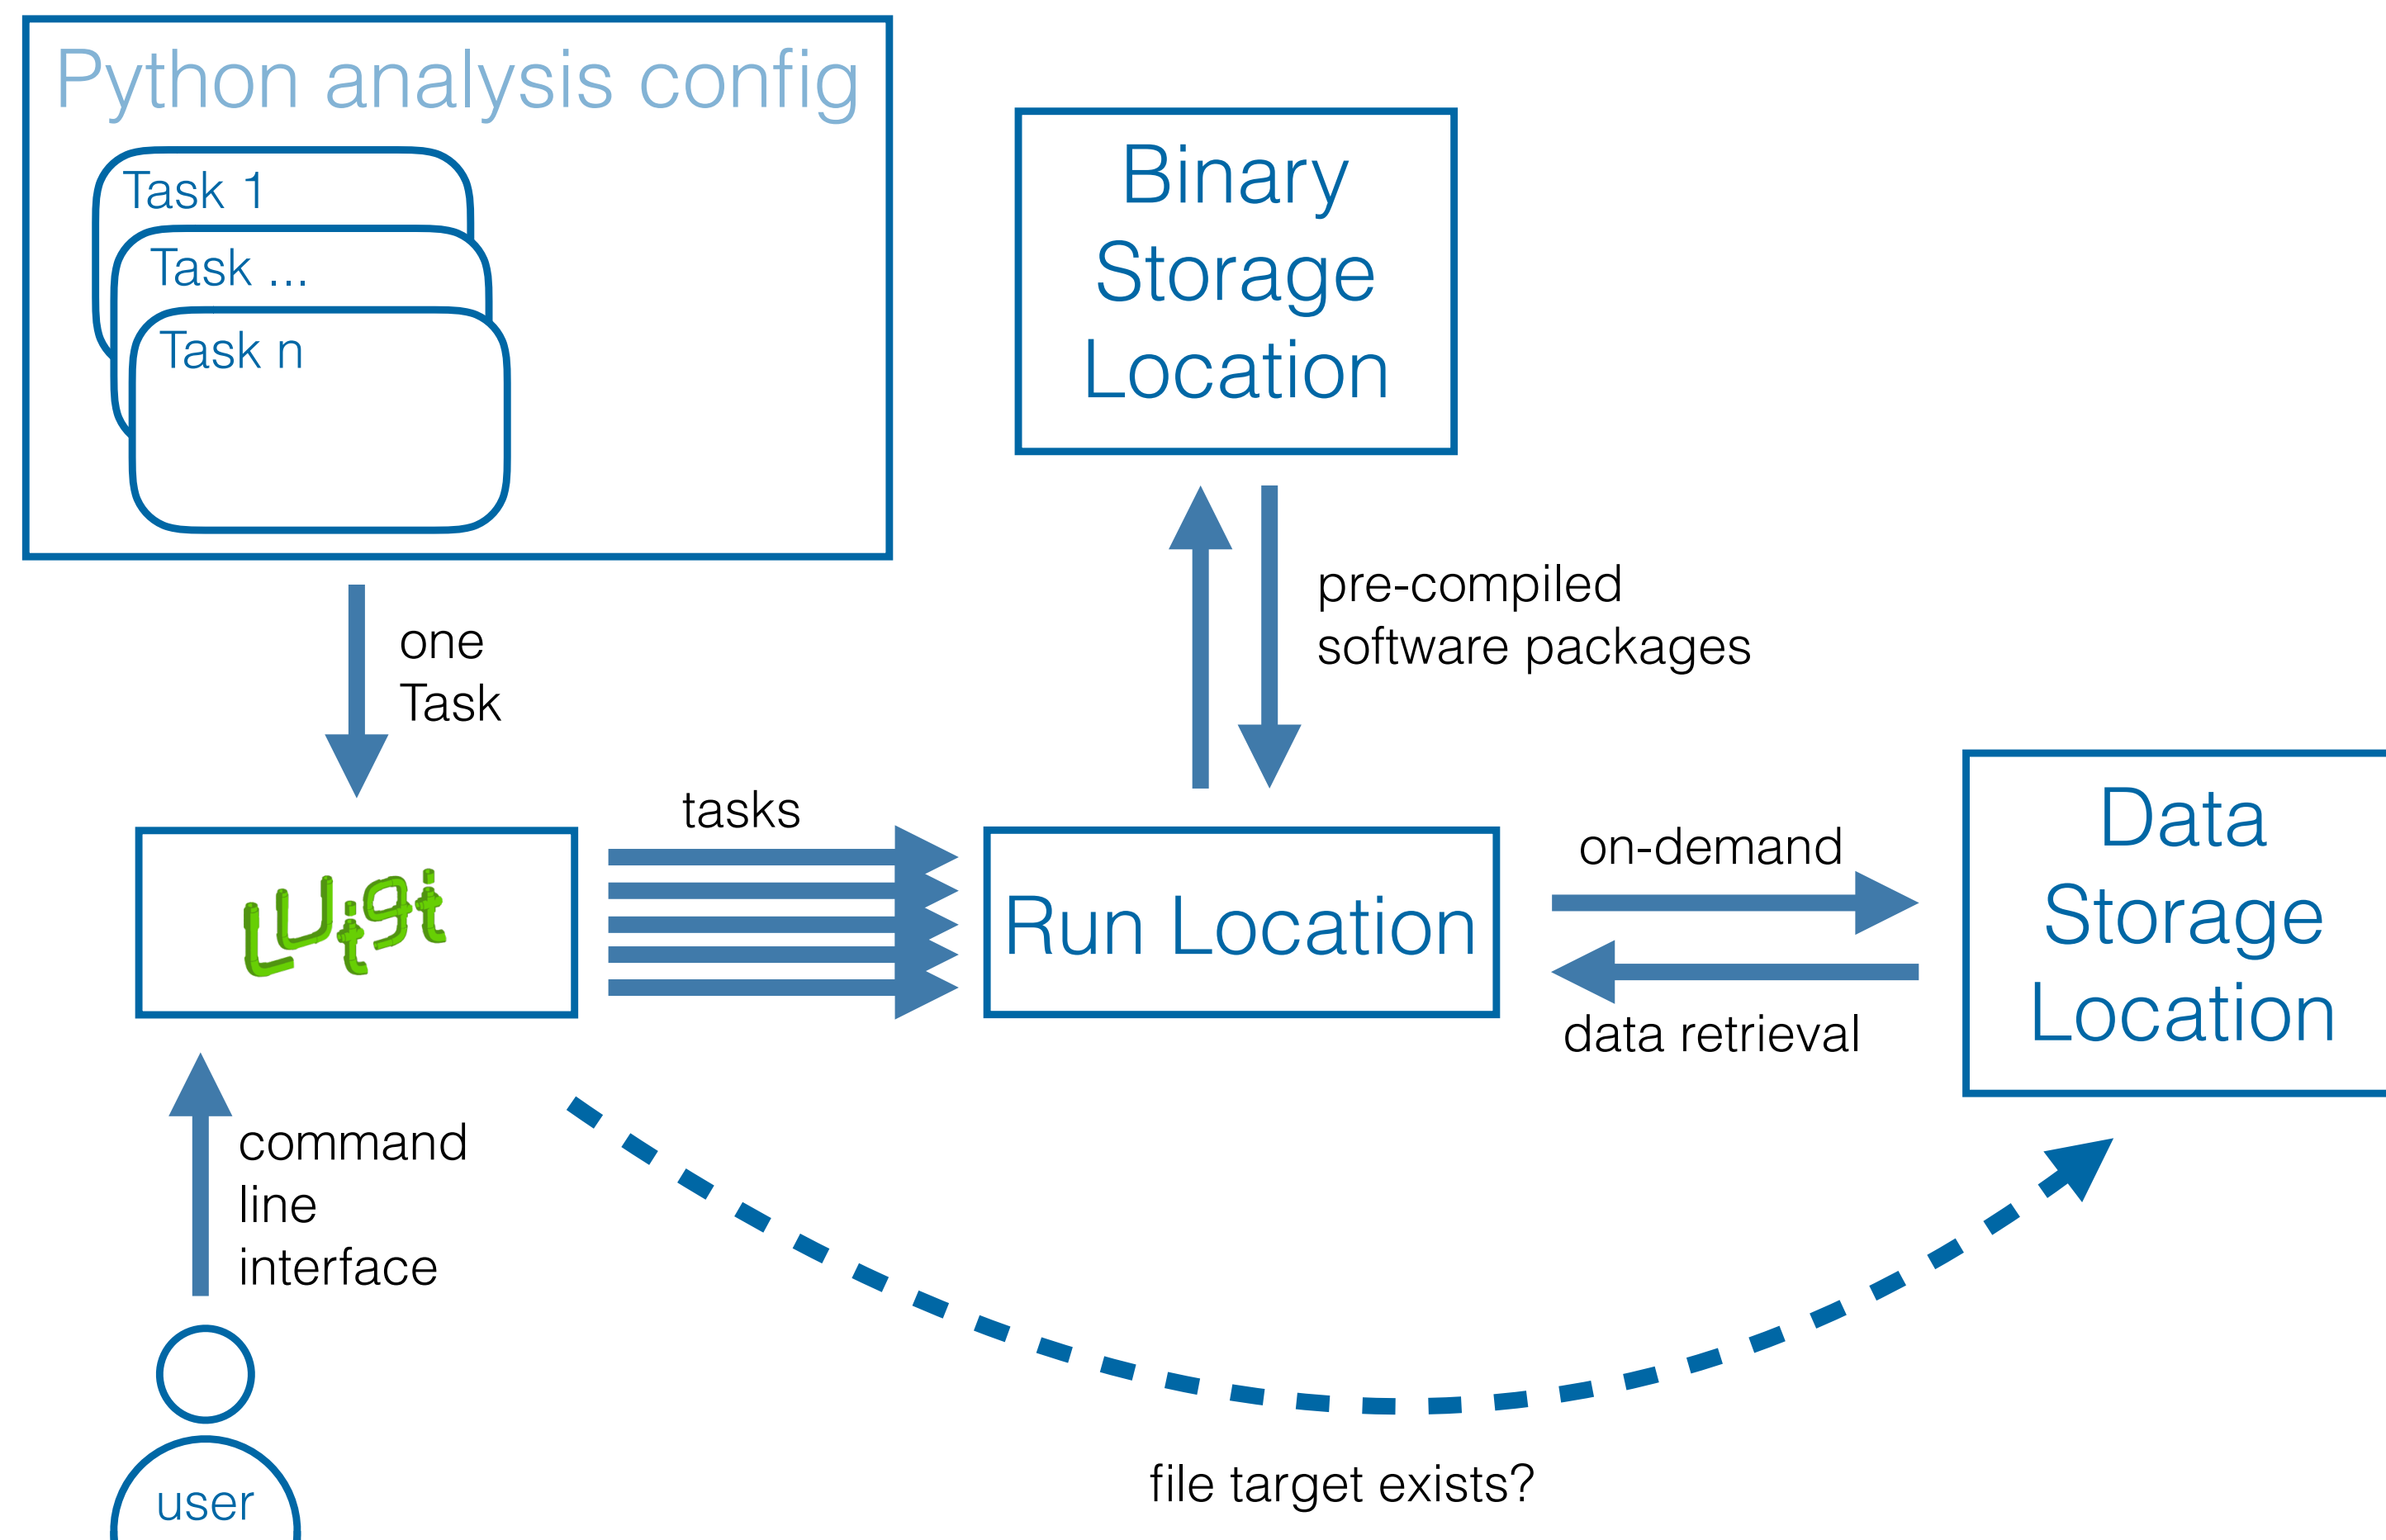 Python analysis config
Task 1
Task ...
Task n
Binary
Storage
Location
one
Task
pre-compiled
software packages
tasks
Luigi
Run Location
on-demand
data retrieval
Data
Storage
Location
command
line
interface
user
file target exists?